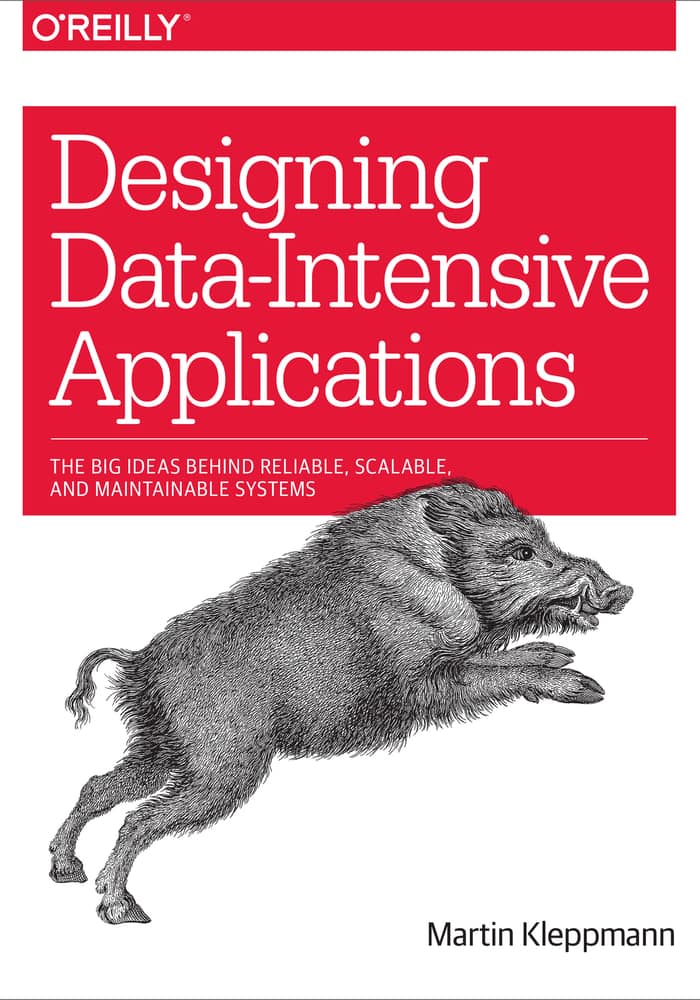 O'REILLY®
Designing
Data-Intensive
Applications
THE BIG IDEAS BEHIND RELIABLE, SCALABLE,
AND MAINTAINABLE SYSTEMS
Martin Kleppmann